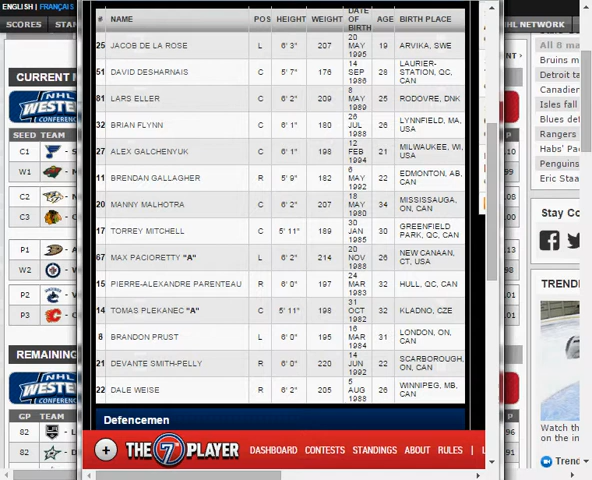 ENGLISH | FRANÇAIS
SCORES
NHL NETWORK
# NAME POS HEIGHT WEIGHT DATE OF BIRTH AGE BIRTH PLACE
25 JACOB DE LA ROSE L 6' 3" 207 20 MAY 1995 19 ARVIKA, SWE
51 DAVID DESHARNAIS C 5' 7" 176 14 SEP 1986 28 LAURIER-STATION, QC, CAN
81 LARS ELLER C 6' 2" 209 8 MAY 1989 25 RODOVRE, DNK
32 BRIAN FLYNN C 6' 1" 180 26 JUL 1988 26 LYNNFIELD, MA, USA
27 ALEX GALCHENYUK C 6' 1" 198 12 FEB 1994 21 MILWAUKEE, WI, USA
11 BRENDAN GALLAGHER R 5' 9" 182 6 MAY 1992 22 EDMONTON, AB, CAN
20 MANNY MALHOTRA C 6' 2" 207 18 MAY 1980 34 MISSISSAUGA, ON, CAN
17 TORREY MITCHELL C 5' 11" 189 30 JAN 1985 30 GREENFIELD PARK, QC, CAN
67 MAX PACIORETTY "A" L 6' 2" 214 20 NOV 1988 26 NEW CANAAN, CT, USA
15 PIERRE-ALEXANDRE PARENTEAU R 6' 0" 197 24 MAR 1983 32 HULL, QC, CAN
14 TOMAS PLEKANEC "A" C 5' 11" 198 31 OCT 1982 32 KLADNO, CZE
8 BRANDON PRUST L 6' 0" 195 16 MAR 1984 31 LONDON, ON, CAN
21 DEVANTE SMITH-PELLY R 6' 0" 220 14 JUN 1992 22 SCARBOROUGH, ON, CAN
22 DALE WEISE R 6' 2" 205 5 AUG 1988 26 WINNIPEG, MB, CAN
Defencemen
THE 7TH PLAYER DASHBOARD CONTESTS STANDINGS ABOUT RULES | L
CURRENT
NHL WESTERN CONFERENCE
SEED TEAM
C1
W1
C2
C3
P1
W2
P2
P3
REMAINING
NHL WESTERN CONFERENCE
GP TEAM
82
82
All 8
Bruins
Detroit
Canucks
Isles fall
Blues
Rangers
Habs'
Penguins
Eric Staa
Stay Co
TREND
Watch t
on the in
Trend